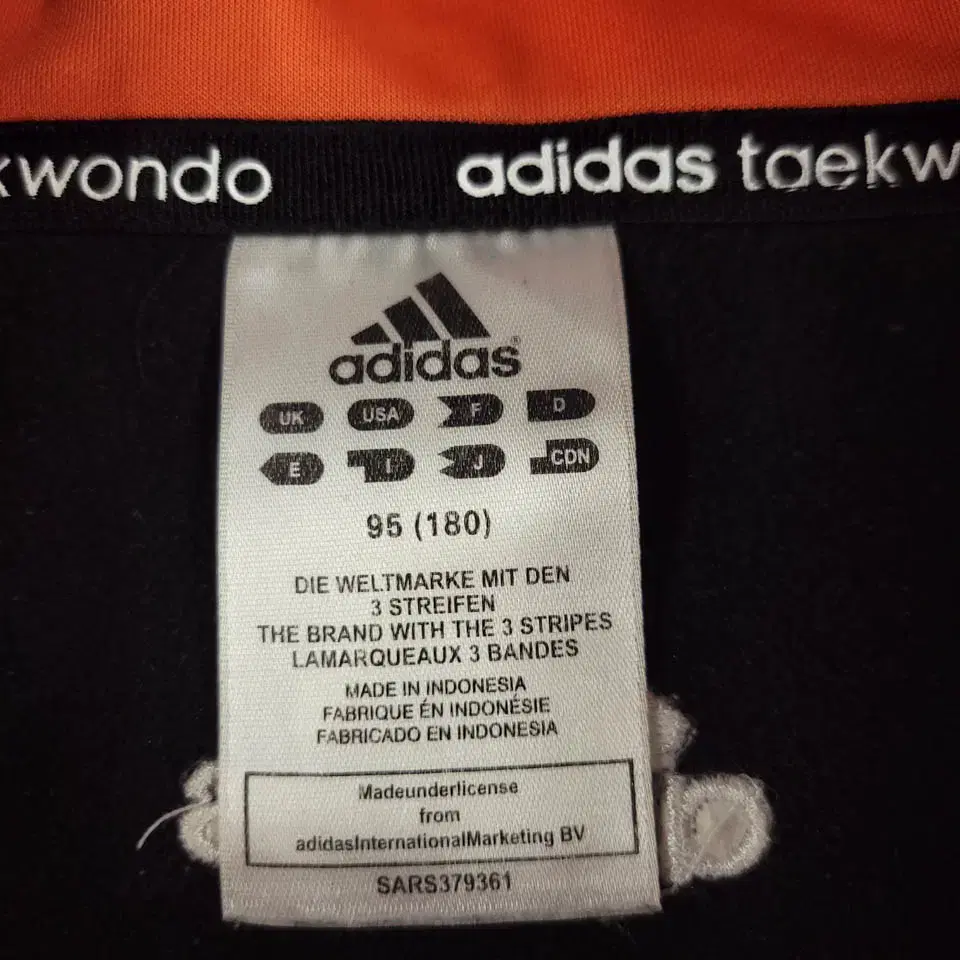 kwondo adidas taekw
adidas®
UK USA F D
E I J CDN
95 (180)
DIE WELTMARKE MIT DEN
3 STREIFEN
THE BRAND WITH THE 3 STRIPES
LAMARQUEAUX 3 BANDES
MADE IN INDONESIA
FABRIQUE ÉN INDONÉSIE
FABRICADO EN INDONESIA
Madeunderlicense
from
adidasInternationalMarketing BV
SARS379361